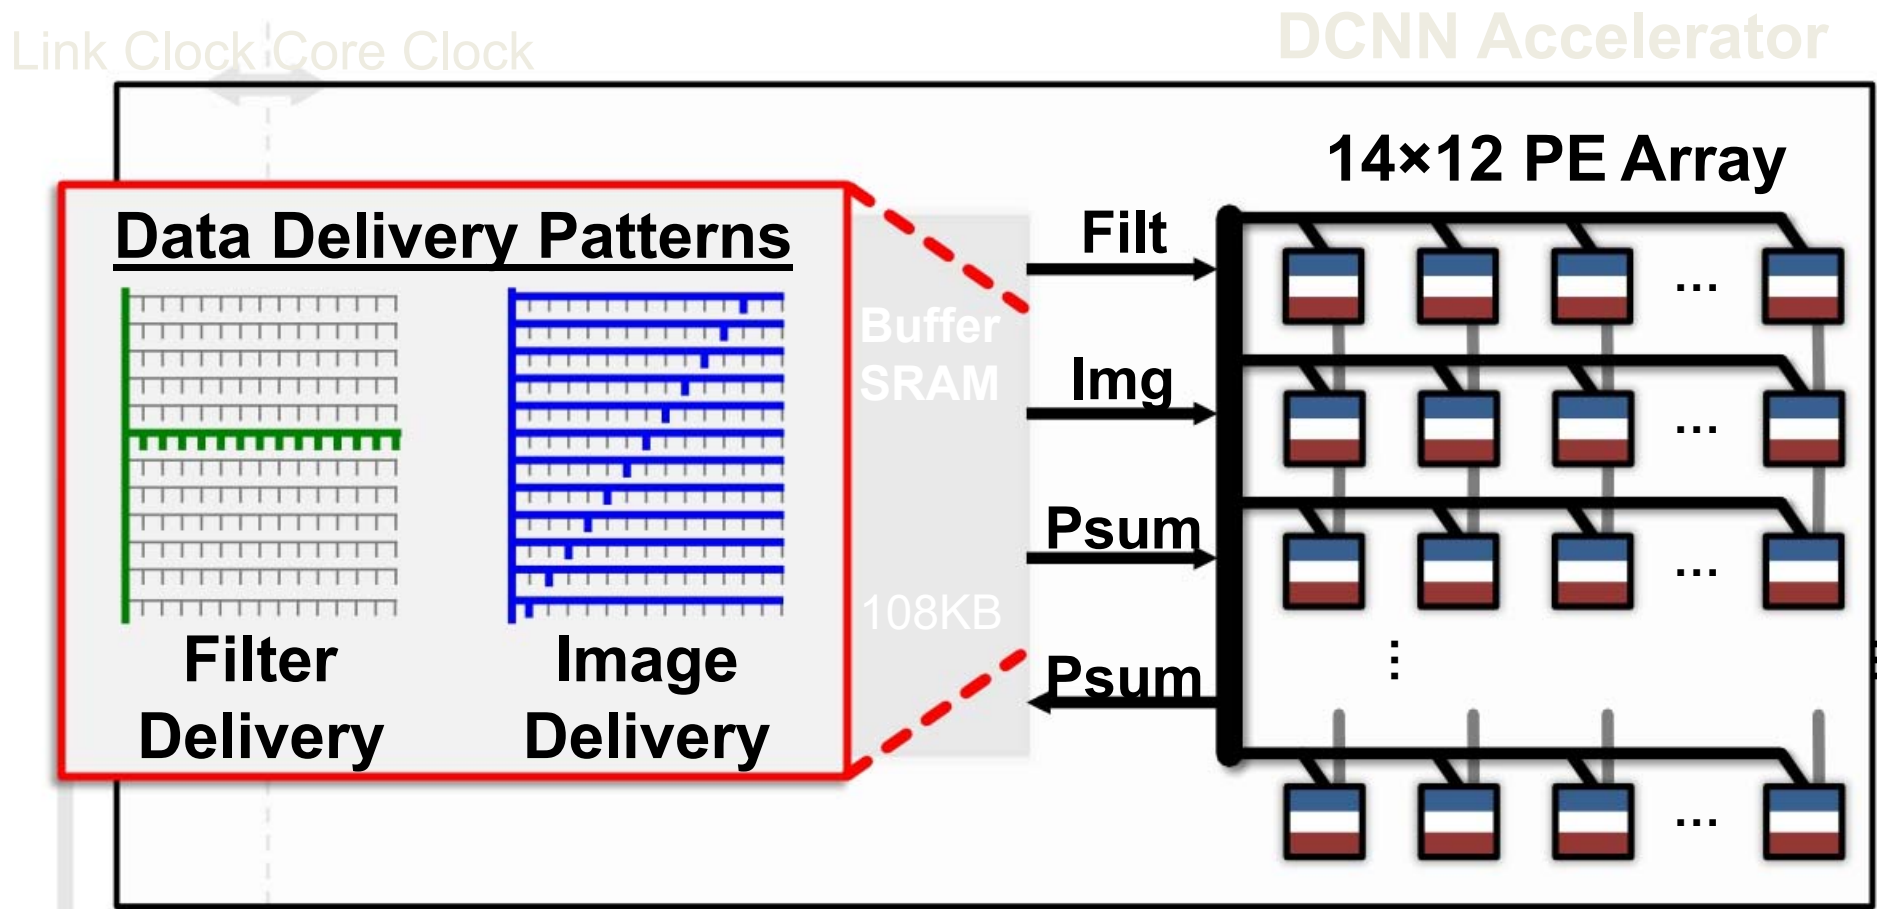 Link Clock Core Clock
DCNN Accelerator
14×12 PE Array
Data Delivery Patterns
Filter
Delivery
Image
Delivery
Buffer
SRAM
108KB
Filt
Img
Psum
Psum
...
...
...
...
...